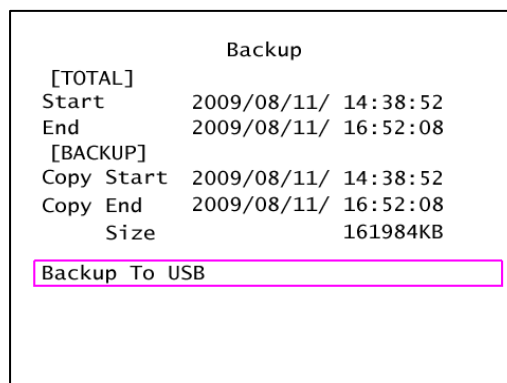 Backup
[TOTAL]
Start 2009/08/11/ 14:38:52
End 2009/08/11/ 16:52:08
[BACKUP]
Copy Start 2009/08/11/ 14:38:52
Copy End 2009/08/11/ 16:52:08
Size 161984KB
Backup To USB